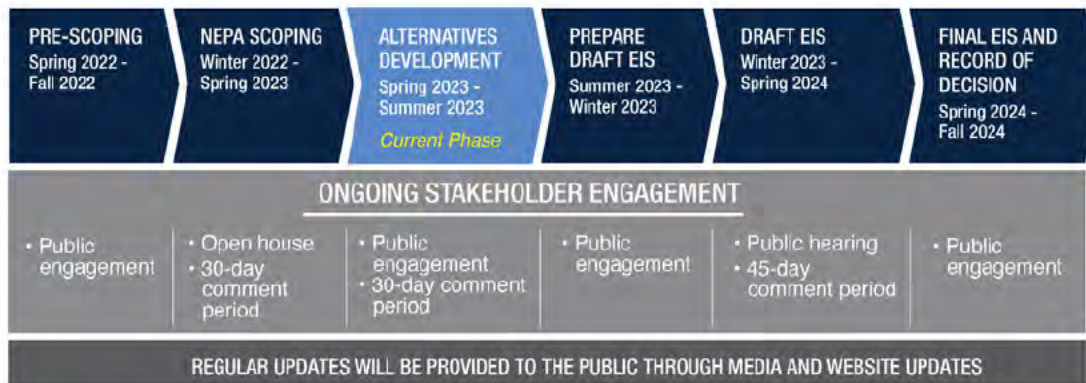 PRE-SCOPING
Spring 2022 -
Fall 2022
NEPA SCOPING
Winter 2022 -
Spring 2023
ALTERNATIVES
DEVELOPMENT
Spring 2023 -
Summer 2023
Current Phase
PREPARE
DRAFT EIS
Summer 2023 -
Winter 2023
DRAFT EIS
Winter 2023 -
Spring 2024
FINAL EIS AND
RECORD OF
DECISION
Spring 2024 -
Fall 2024
ONGOING STAKEHOLDER ENGAGEMENT
• Public
engagement
• Open house
• 30-day
comment
period
• Public
engagement
• 30-day comment
period
• Public
engagement
• Public hearing
• 45-day
comment period
• Public
engagement
REGULAR UPDATES WILL BE PROVIDED TO THE PUBLIC THROUGH MEDIA AND WEBSITE UPDATES